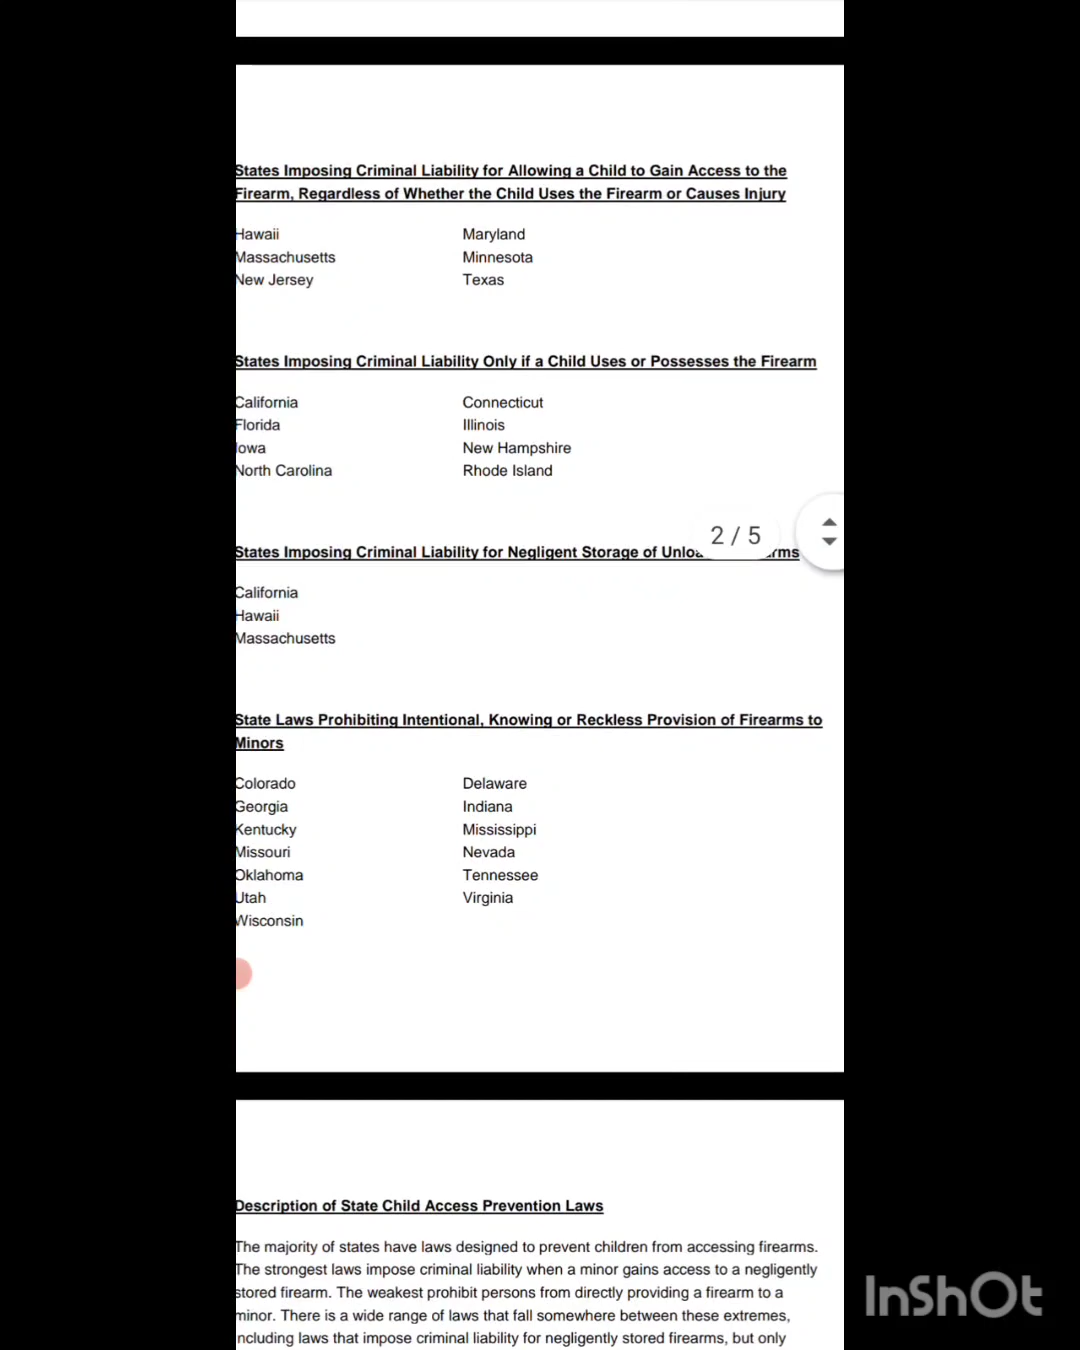 States Imposing Criminal Liability for Allowing a Child to Gain Access to the
Firearm, Regardless of Whether the Child Uses the Firearm or Causes Injury
Hawaii Maryland
Massachusetts Minnesota
New Jersey Texas
States Imposing Criminal Liability Only if a Child Uses or Possesses the Firearm
California Connecticut
Florida Illinois
Iowa New Hampshire
North Carolina Rhode Island
2 / 5
States Imposing Criminal Liability for Negligent Storage of
California
Hawaii
Massachusetts
State Laws Prohibiting Intentional, Knowing or Reckless Provision of Firearms to
Minors
Colorado Delaware
Georgia Indiana
Kentucky Mississippi
Missouri Nevada
Oklahoma Tennessee
Utah Virginia
Wisconsin
Description of State Child Access Prevention Laws
The majority of states have laws designed to prevent children from accessing firearms.
The strongest laws impose criminal liability when a minor gains access to a negligently
stored firearm. The weakest prohibit persons from directly providing a firearm to a
minor. There is a wide range of laws that fall somewhere between these extremes,
including laws that impose criminal liability for negligently stored firearms, but only
InShOt